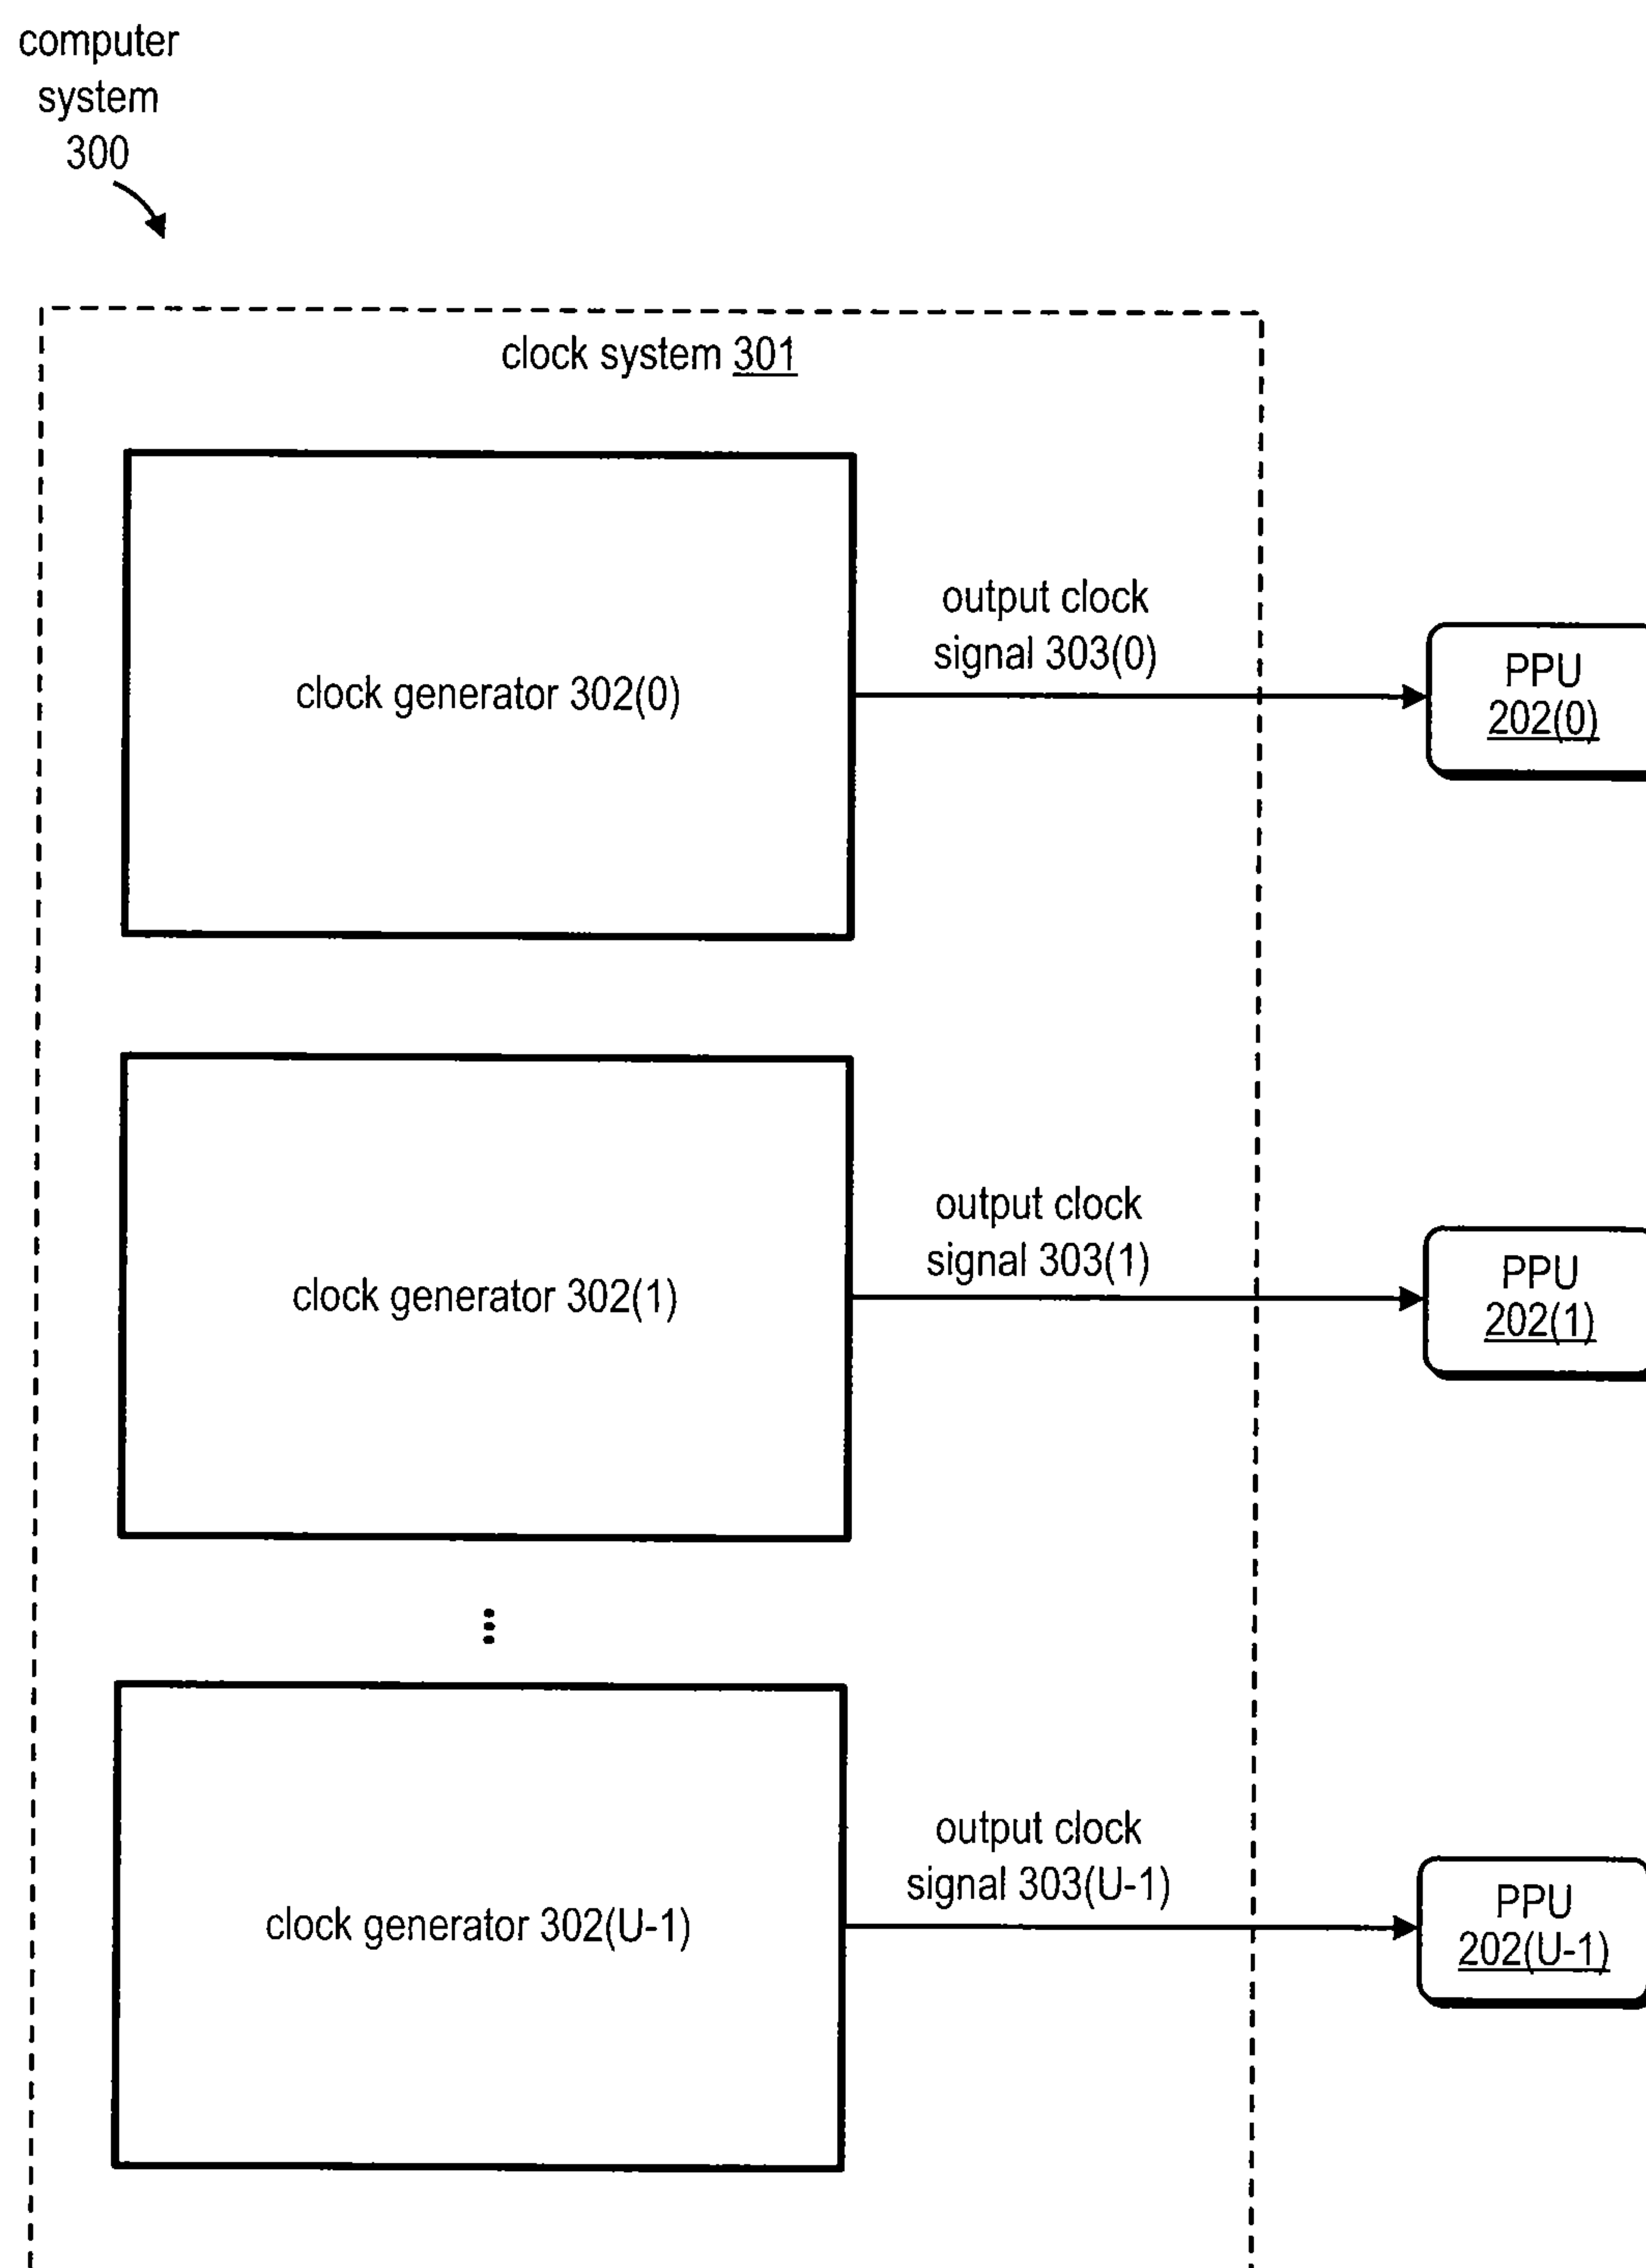 computer
system
300
clock system 301
clock generator 302(0)
output clock
signal 303(0)
PPU
202(0)
clock generator 302(1)
output clock
signal 303(1)
PPU
202(1)
clock generator 302(U-1)
output clock
signal 303(U-1)
PPU
202(U-1)